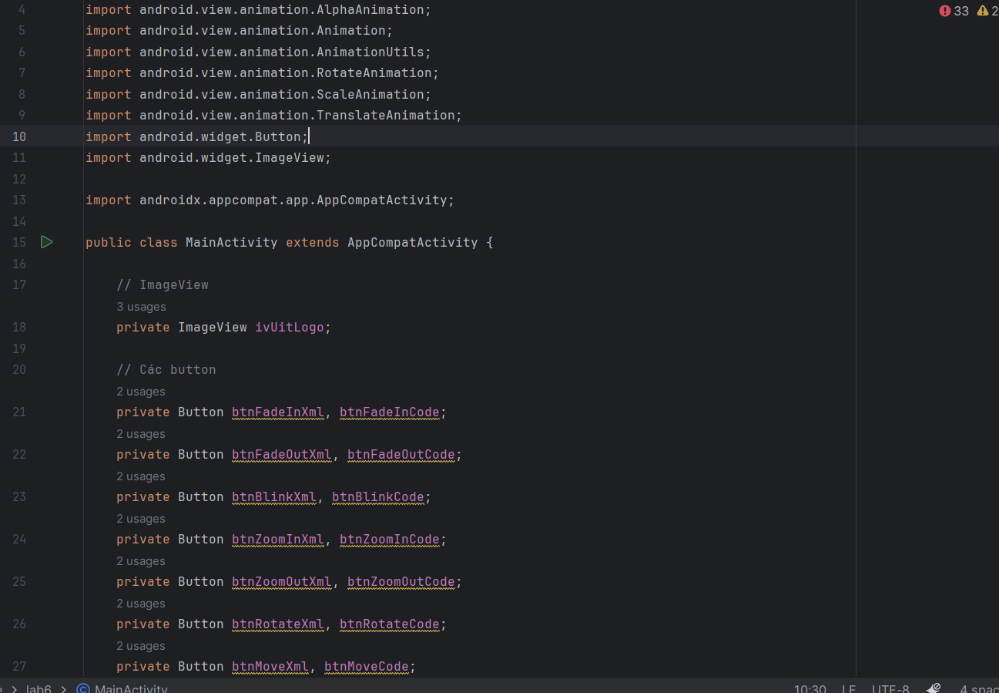 4 import android.view.animation.AlphaAnimation;
33 2
5 import android.view.animation.Animation;
6 import android.view.animation.AnimationUtils;
7 import android.view.animation.RotateAnimation;
8 import android.view.animation.ScaleAnimation;
9 import android.view.animation.TranslateAnimation;
10 import android.widget.Button;
11 import android.widget.ImageView;
12
13 import androidx.appcompat.app.AppCompatActivity;
14
15 public class MainActivity extends AppCompatActivity {
16
17 // ImageView
3 usages
18 private ImageView ivUitLogo;
19
20 // Các button
2 usages
21 private Button btnFadeInXml, btnFadeInCode;
2 usages
22 private Button btnFadeOutXml, btnFadeOutCode;
2 usages
23 private Button btnBlinkXml, btnBlinkCode;
2 usages
24 private Button btnZoomInXml, btnZoomInCode;
2 usages
25 private Button btnZoomOutXml, btnZoomOutCode;
2 usages
26 private Button btnRotateXml, btnRotateCode;
2 usages
27 private Button btnMoveXml, btnMoveCode;
e > lab6 > MainActivity 10:30 LF UTF-8 4 spac